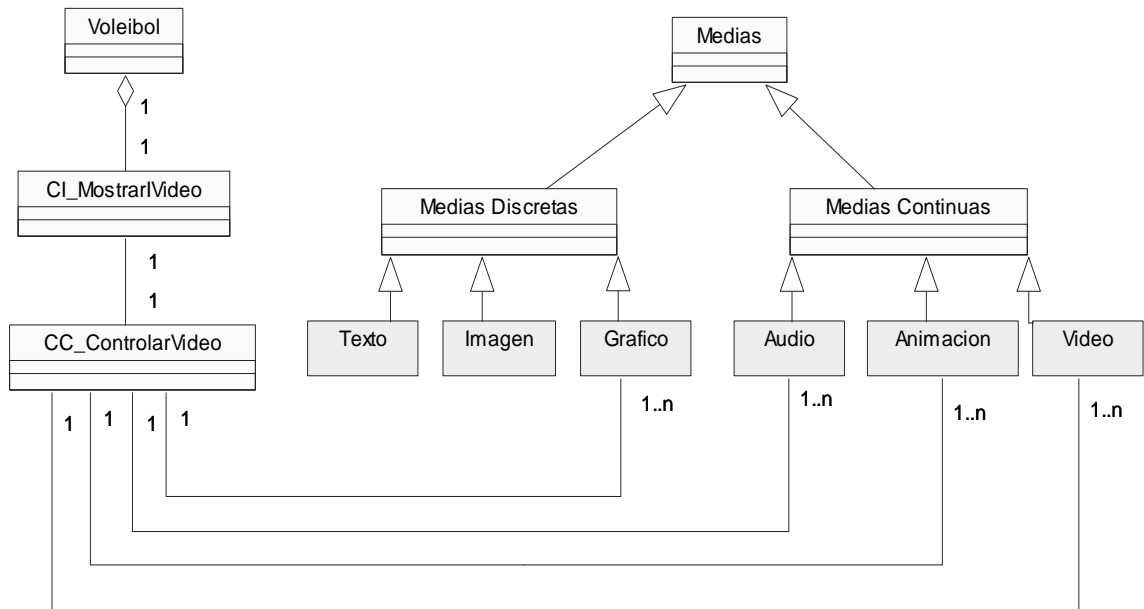 Voleibol
Medias
1
1
CI_MostrarIVideo
Medias Discretas
Medias Continuas
1
1
CC_ControlarVideo
Texto
Imagen
Grafico
Audio
Animacion
Video
1
1
1
1
1..n
1..n
1..n
1..n